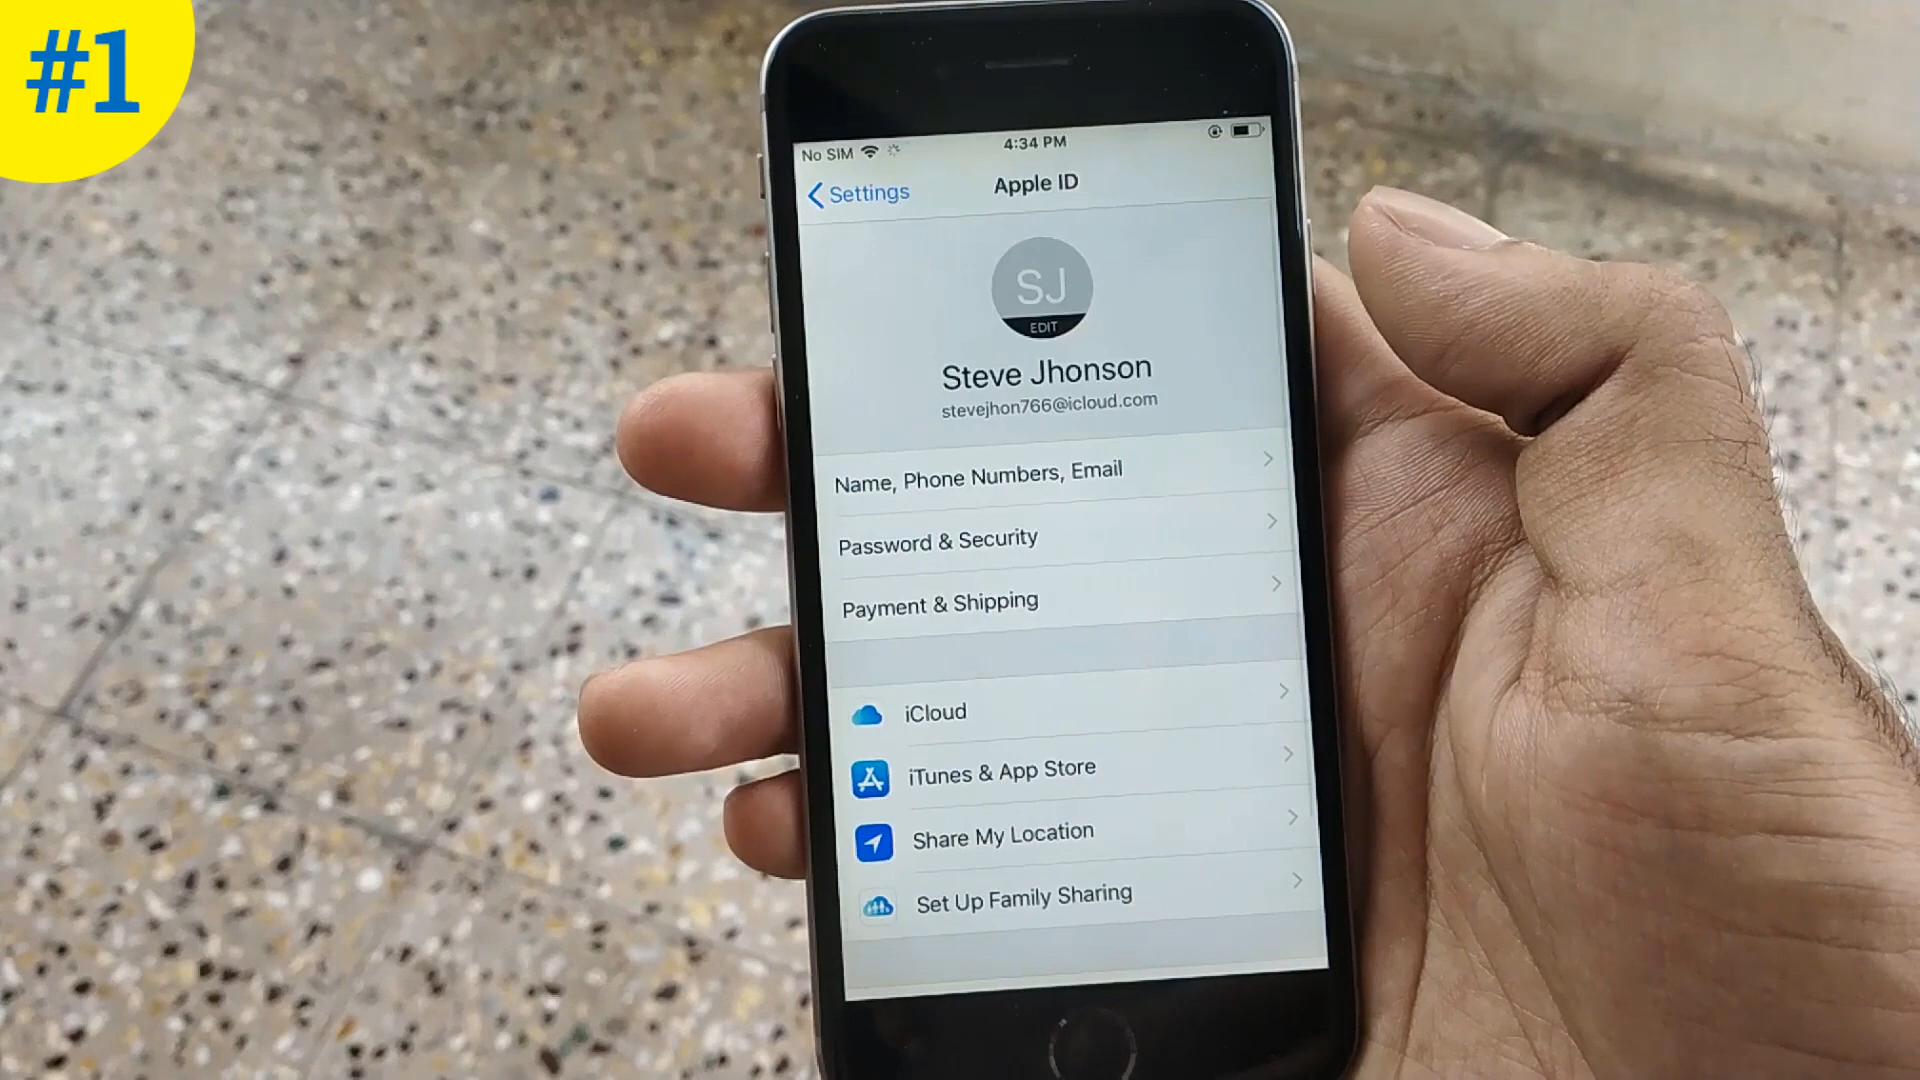 #1
No SIM
4:34 PM
Settings
Apple ID
SJ
EDIT
Steve Jhonson
stevejhon766@icloud.com
Name, Phone Numbers, Email
Password & Security
Payment & Shipping
iCloud
iTunes & App Store
Share My Location
Set Up Family Sharing